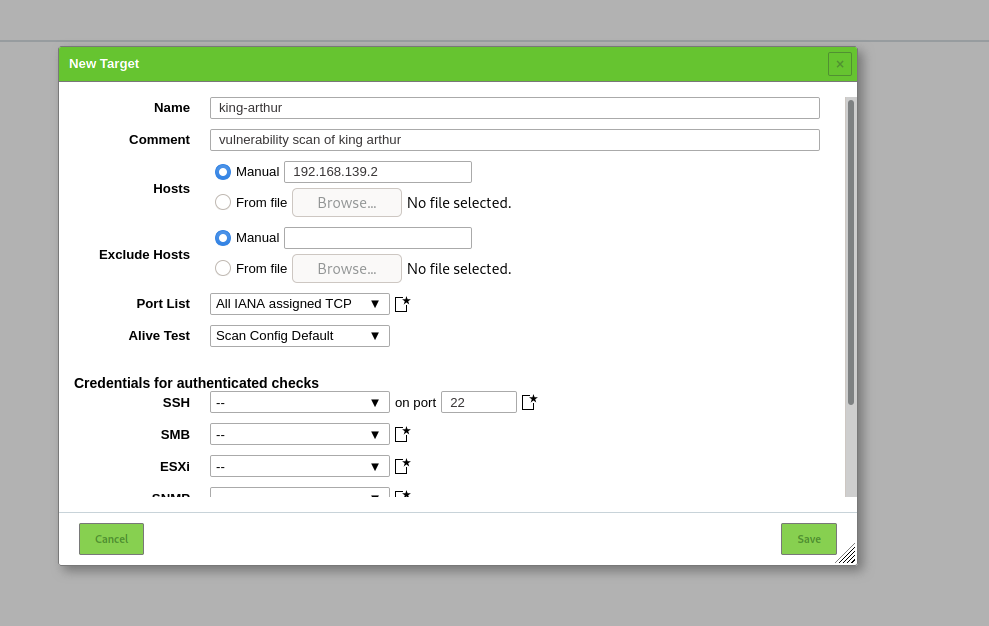 New Target ×
Name king-arthur
Comment vulnerability scan of king arthur
Hosts
Manual 192.168.139.2
From file Browse... No file selected.
Exclude Hosts
Manual
From file Browse... No file selected.
Port List All IANA assigned TCP ▼
Alive Test Scan Config Default ▼
Credentials for authenticated checks
SSH -- ▼ on port 22
SMB -- ▼
ESXi -- ▼
SNMP
Cancel Save